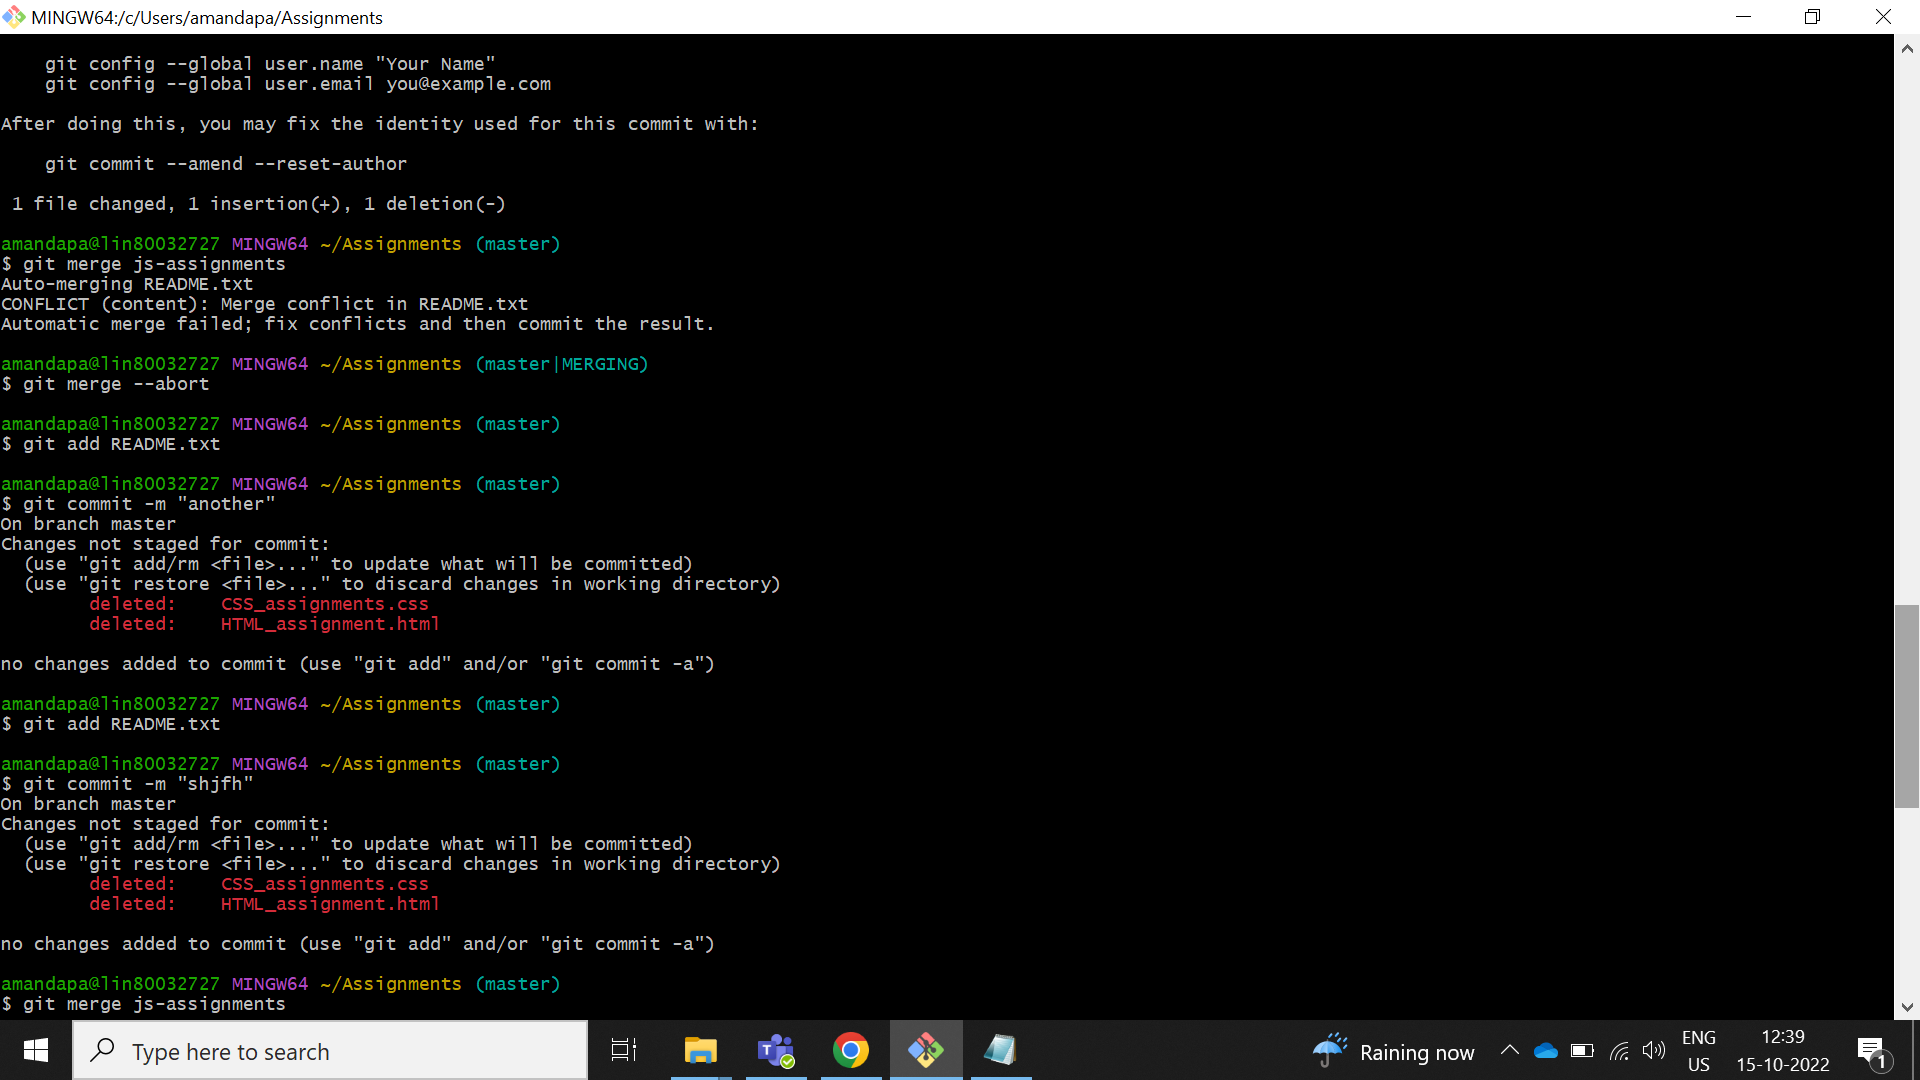 MINGW64:/c/Users/amandapa/Assignments
git config --global user.name "Your Name"
git config --global user.email you@example.com
After doing this, you may fix the identity used for this commit with:
git commit --amend --reset-author
1 file changed, 1 insertion(+), 1 deletion(-)
amandapa@lin80032727 MINGW64 ~/Assignments (master)
$ git merge js-assignments
Auto-merging README.txt
CONFLICT (content): Merge conflict in README.txt
Automatic merge failed; fix conflicts and then commit the result.
amandapa@lin80032727 MINGW64 ~/Assignments (master|MERGING)
$ git merge --abort
amandapa@lin80032727 MINGW64 ~/Assignments (master)
$ git add README.txt
amandapa@lin80032727 MINGW64 ~/Assignments (master)
$ git commit -m "another"
On branch master
Changes not staged for commit:
(use "git add/rm <file>..." to update what will be committed)
(use "git restore <file>..." to discard changes in working directory)
deleted:    CSS_assignments.css
deleted:    HTML_assignment.html
no changes added to commit (use "git add" and/or "git commit -a")
amandapa@lin80032727 MINGW64 ~/Assignments (master)
$ git add README.txt
amandapa@lin80032727 MINGW64 ~/Assignments (master)
$ git commit -m "shjfh"
On branch master
Changes not staged for commit:
(use "git add/rm <file>..." to update what will be committed)
(use "git restore <file>..." to discard changes in working directory)
deleted:    CSS_assignments.css
deleted:    HTML_assignment.html
no changes added to commit (use "git add" and/or "git commit -a")
amandapa@lin80032727 MINGW64 ~/Assignments (master)
$ git merge js-assignments
Type here to search
T
Raining now
ENG
US
12:39
15-10-2022
1